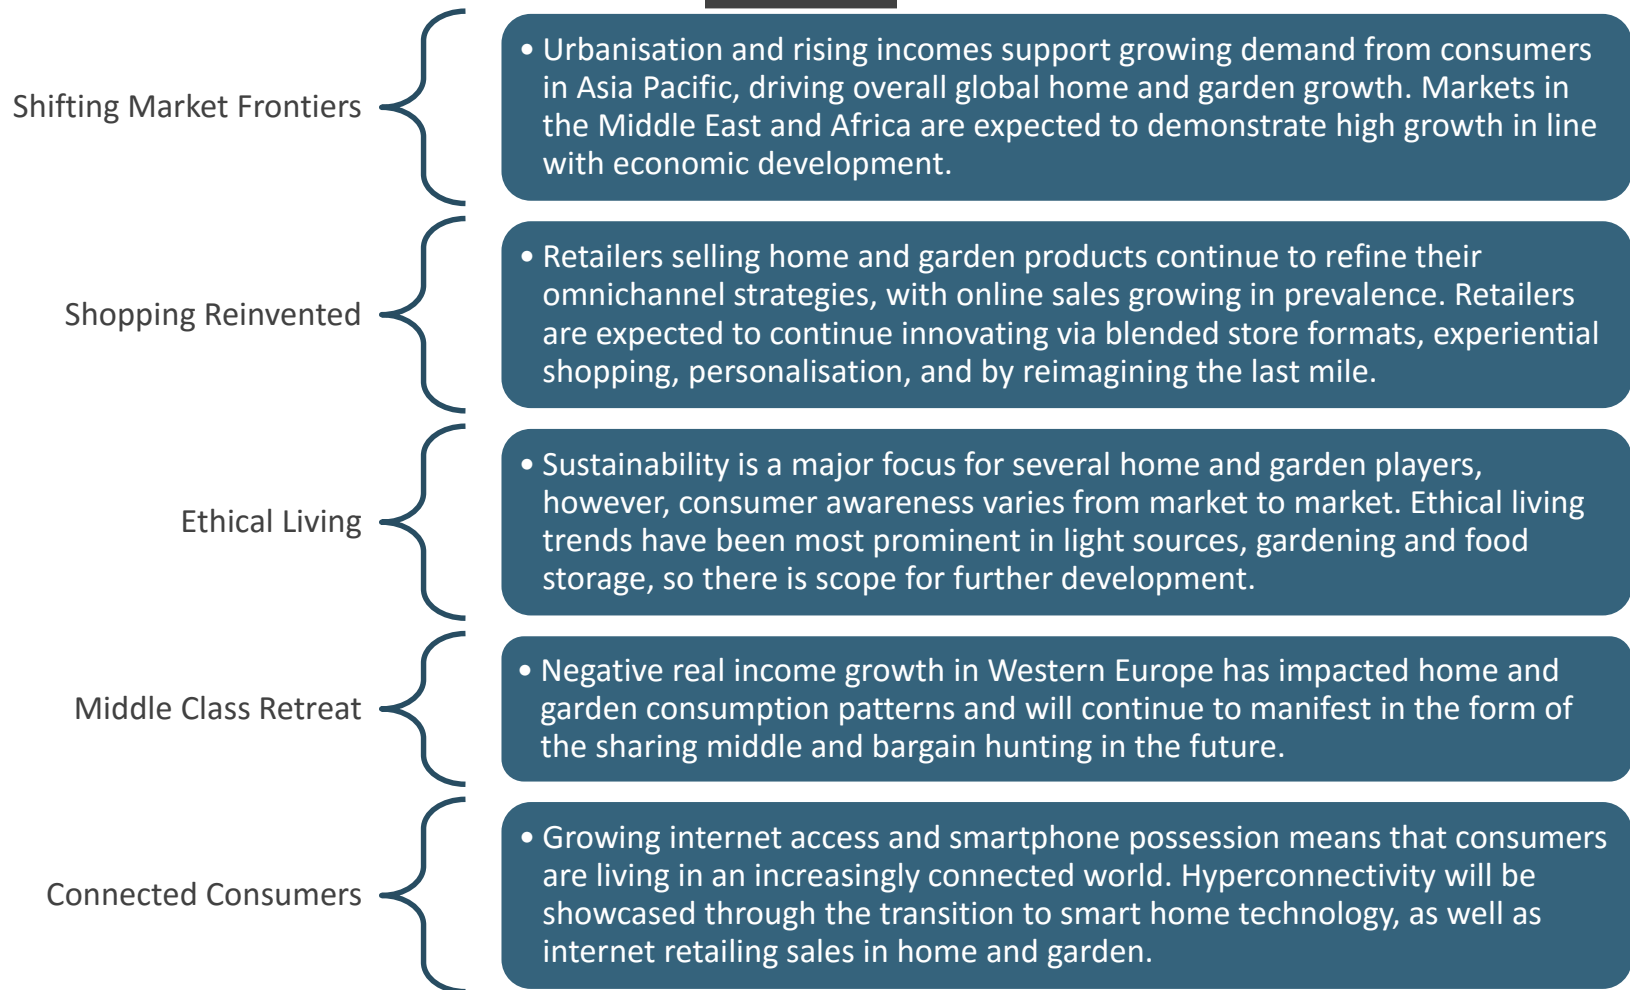 Shifting Market Frontiers
• Urbanisation and rising incomes support growing demand from consumers
in Asia Pacific, driving overall global home and garden growth. Markets in
the Middle East and Africa are expected to demonstrate high growth in line
with economic development.
Shopping Reinvented
• Retailers selling home and garden products continue to refine their
omnichannel strategies, with online sales growing in prevalence. Retailers
are expected to continue innovating via blended store formats, experiential
shopping, personalisation, and by reimagining the last mile.
Ethical Living
• Sustainability is a major focus for several home and garden players,
however, consumer awareness varies from market to market. Ethical living
trends have been most prominent in light sources, gardening and food
storage, so there is scope for further development.
Middle Class Retreat
• Negative real income growth in Western Europe has impacted home and
garden consumption patterns and will continue to manifest in the form of
the sharing middle and bargain hunting in the future.
Connected Consumers
• Growing internet access and smartphone possession means that consumers
are living in an increasingly connected world. Hyperconnectivity will be
showcased through the transition to smart home technology, as well as
internet retailing sales in home and garden.